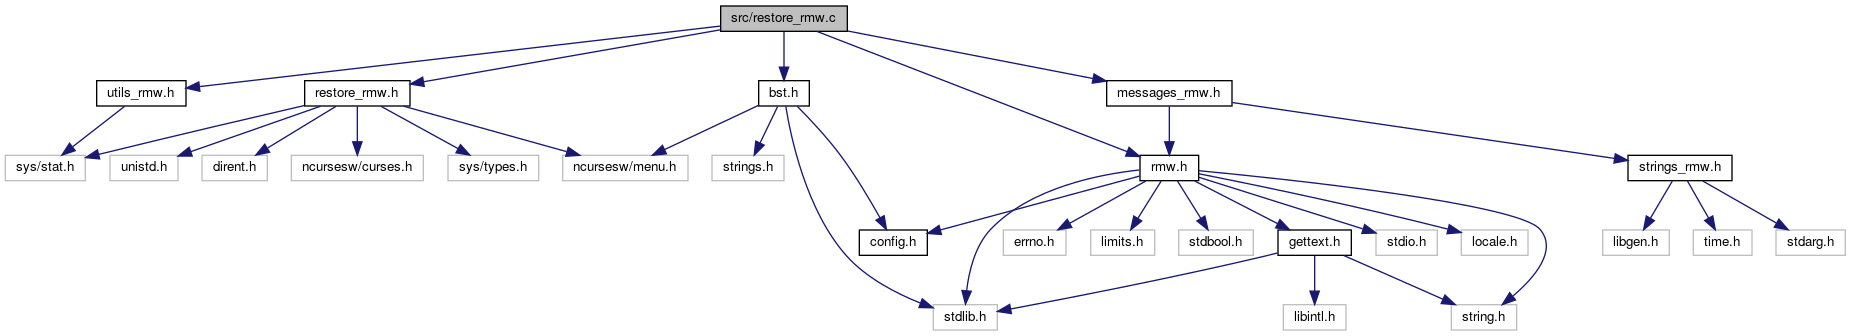 src/restore_rmw.c
utils_rmw.h
restore_rmw.h
bst.h
messages_rmw.h
sys/stat.h
unistd.h
dirent.h
ncursesw/curses.h
sys/types.h
ncursesw/menu.h
strings.h
rmw.h
strings_rmw.h
config.h
errno.h
limits.h
stdbool.h
gettext.h
stdio.h
locale.h
libgen.h
time.h
stdarg.h
stdlib.h
libintl.h
string.h